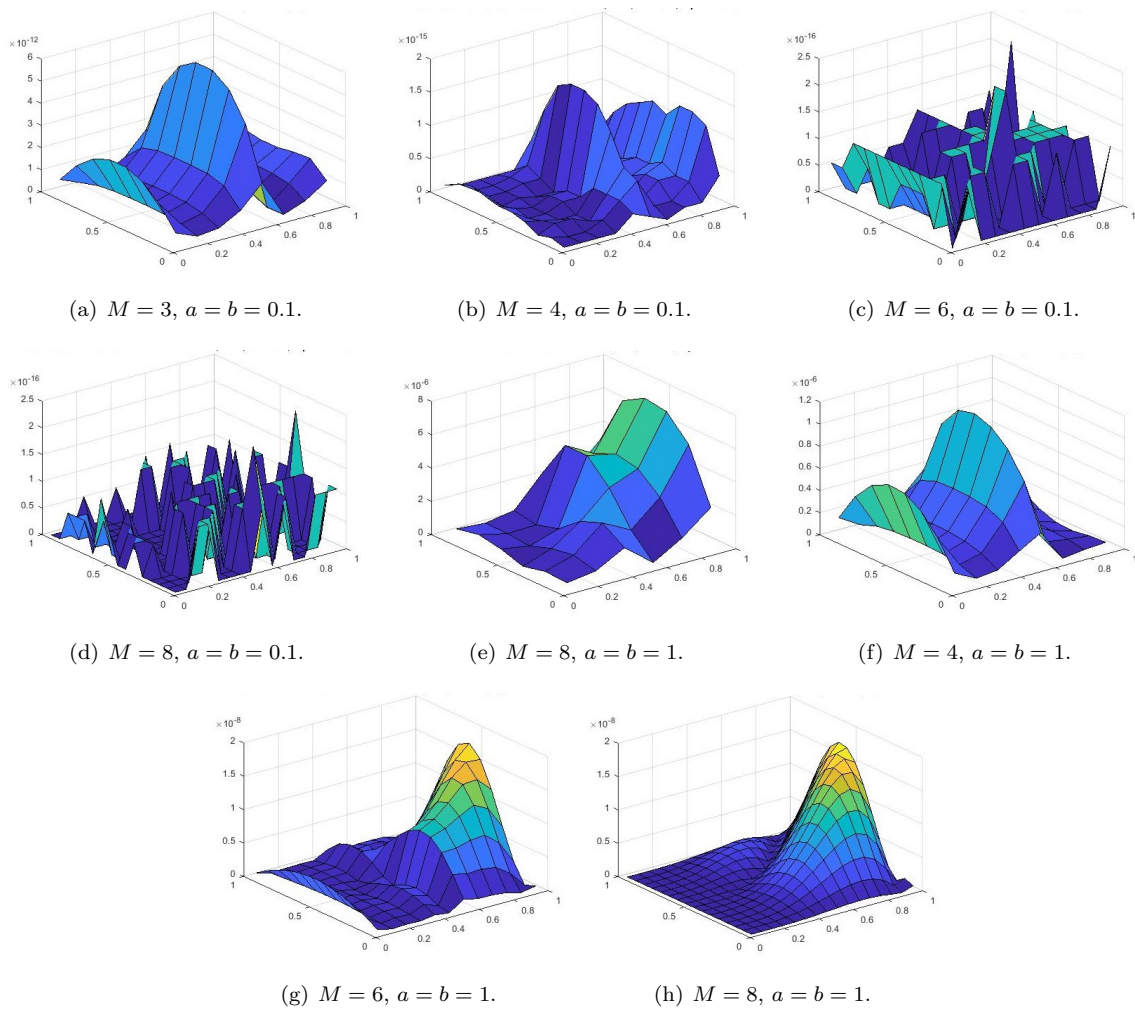 ×10⁻¹² ×10⁻¹⁵ ×10⁻¹⁶
6 5 4 3 2 1 0 1 0.5 0 0 0.2 0.4 0.6 0.8 1
2 1.5 1 0.5 0 1 0.5 0 0 0.2 0.4 0.6 0.8 1
2.5 2 1.5 1 0.5 0 1 0.5 0 0 0.2 0.4 0.6 0.8 1
(a) M = 3, a = b = 0.1. (b) M = 4, a = b = 0.1. (c) M = 6, a = b = 0.1.
×10⁻¹⁶ ×10⁻⁶ ×10⁻⁶
2.5 2 1.5 1 0.5 0 1 0.5 0 0 0.2 0.4 0.6 0.8 1
8 6 4 2 0 1 0.5 0 0 0.2 0.4 0.6 0.8 1
1.2 1 0.8 0.6 0.4 0.2 0 1 0.5 0 0 0.2 0.4 0.6 0.8 1
(d) M = 8, a = b = 0.1. (e) M = 8, a = b = 1. (f) M = 4, a = b = 1.
×10⁻⁸ ×10⁻⁸
2 1.5 1 0.5 0 1 0.5 0 0 0.2 0.4 0.6 0.8 1
2 1.5 1 0.5 0 1 0.5 0 0 0.2 0.4 0.6 0.8 1
(g) M = 6, a = b = 1. (h) M = 8, a = b = 1.